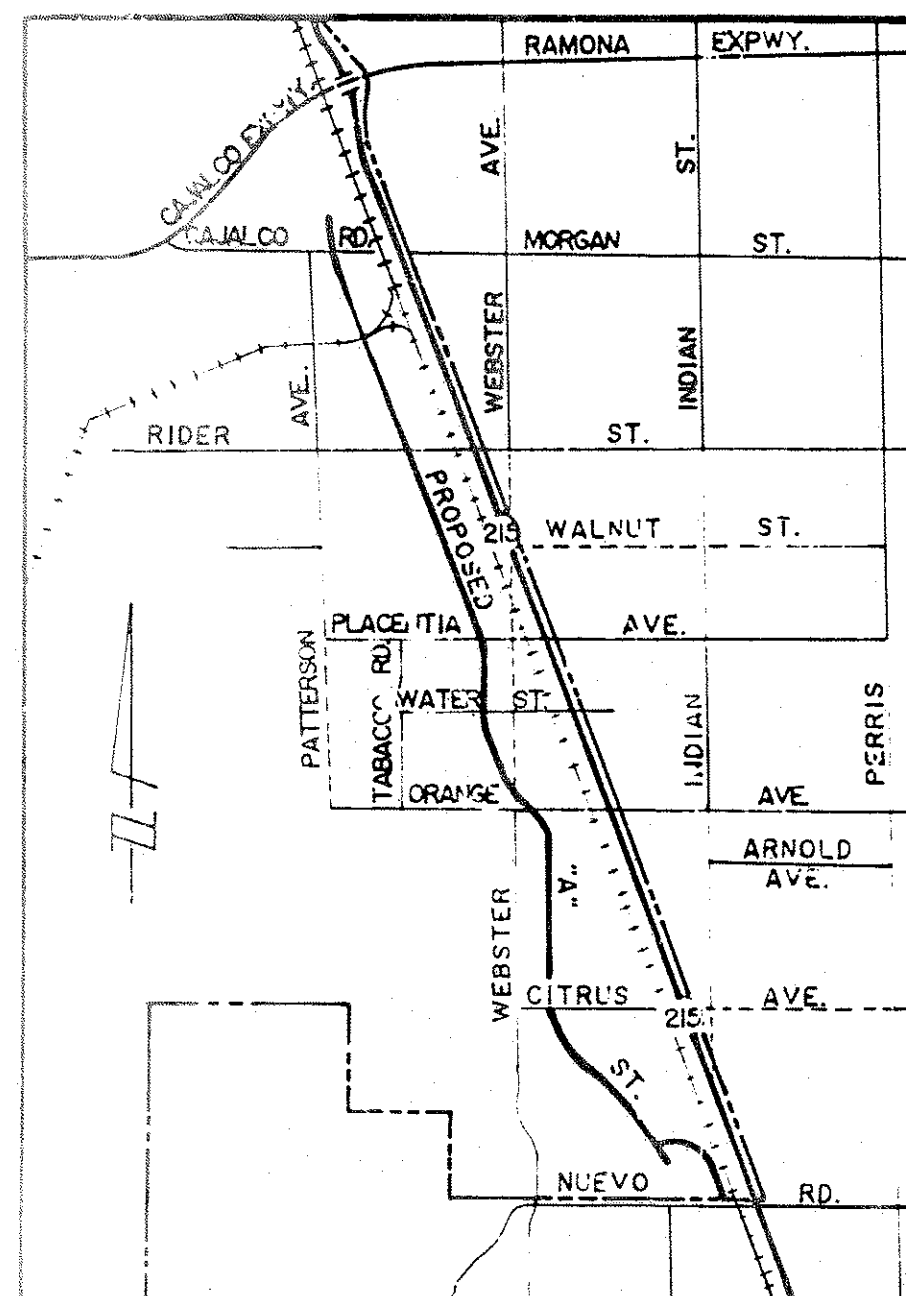 RAMONA EXPWY.
CAJALCO EXPWY.
AVE.
ST.
CAJALCO RD.
MORGAN ST.
WEBSTER
INDIAN
AVE.
RIDER ST.
PROPOSED
215
WALNUT ST.
PLACENTIA AVE.
PATTERSON
TABACCO RD.
WATER ST.
INDIAN
PERRIS
ORANGE AVE
ARNOLD
AVE.
"A"
WEBSTER
CITRUS AVE.
215
ST.
NUEVO RD.